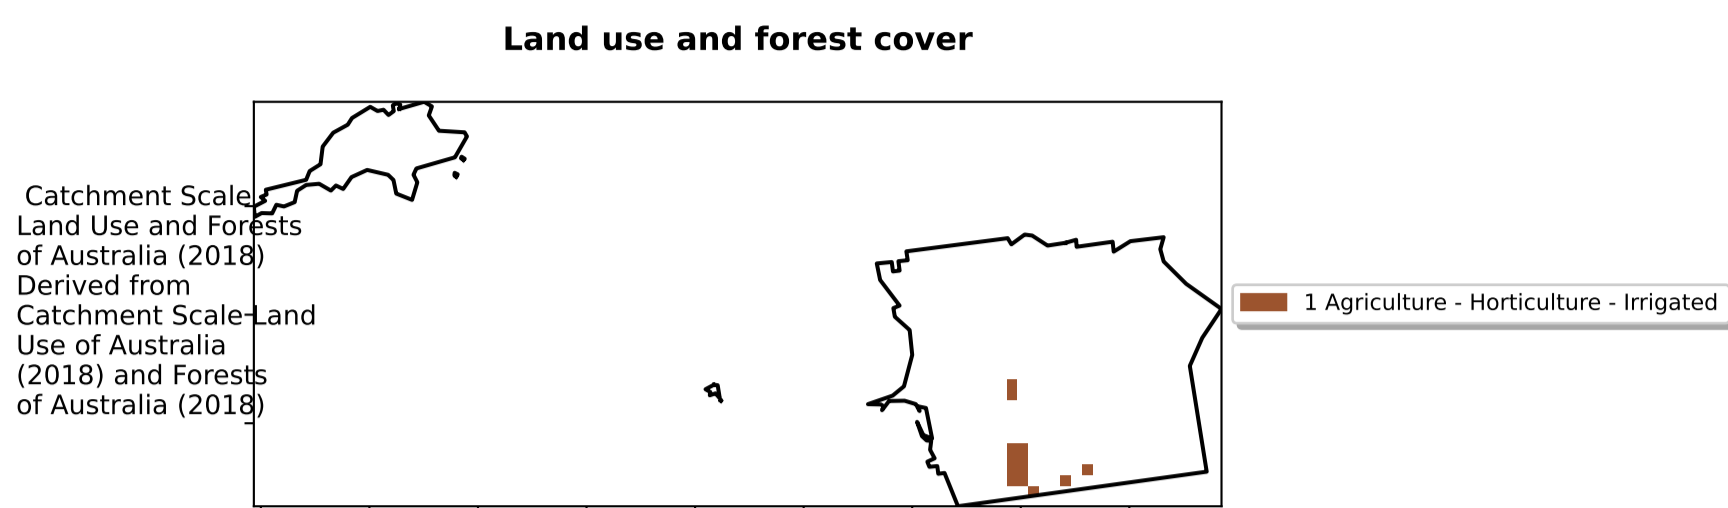 Land use and forest cover
Catchment Scale
Land Use and Forests
of Australia (2018)
Derived from
Catchment Scale Land
Use of Australia
(2018) and Forests
of Australia (2018)
1 Agriculture - Horticulture - Irrigated